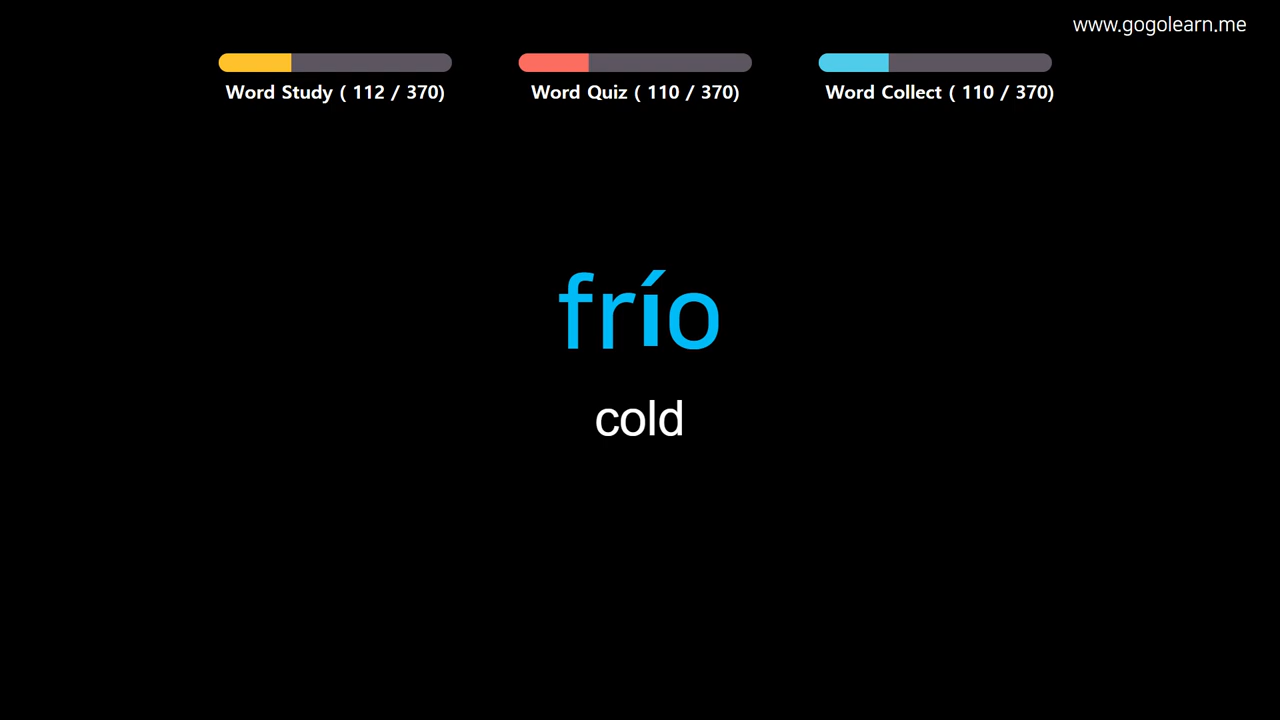 www.gogolearn.me
Word Study ( 112 / 370)
Word Quiz ( 110 / 370)
Word Collect ( 110 / 370)
frío
cold